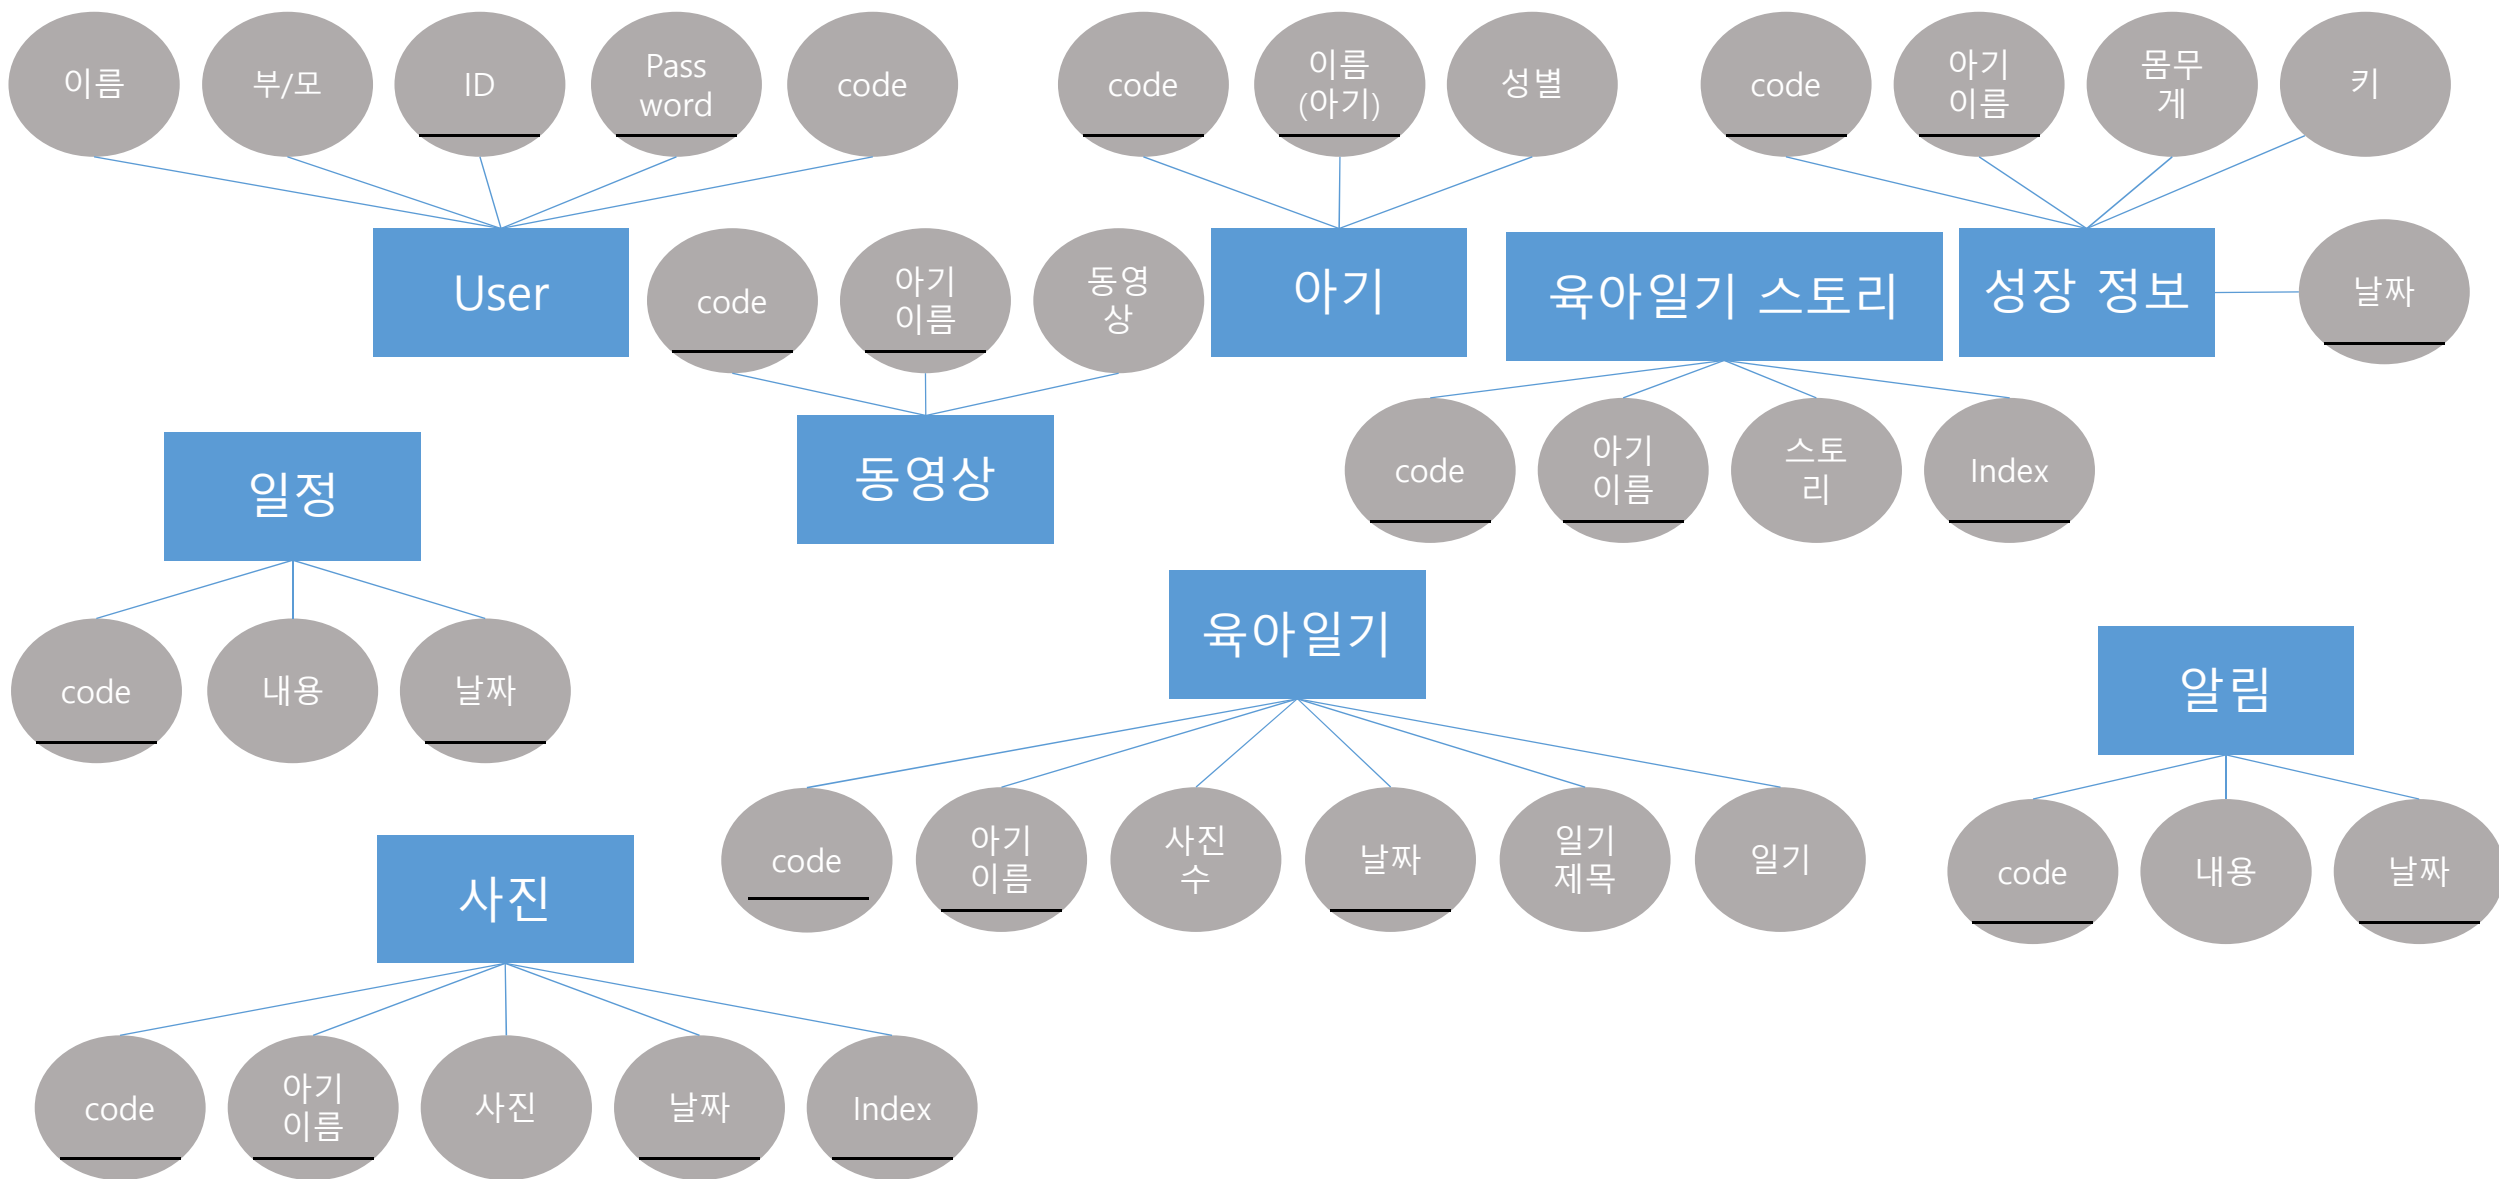 이름
부/모
ID
Pass
word
code
code
이름
(아기)
성별
code
아기
이름
몸무
게
키
User
code
아기
이름
동영
상
아기
육아일기 스토리
성장 정보
날짜
일정
동영상
code
아기
이름
스토
리
Index
육아일기
알림
code
내용
날짜
code
아기
이름
사진
수
날짜
일기
제목
일기
code
내용
날짜
사진
code
아기
이름
사진
날짜
Index